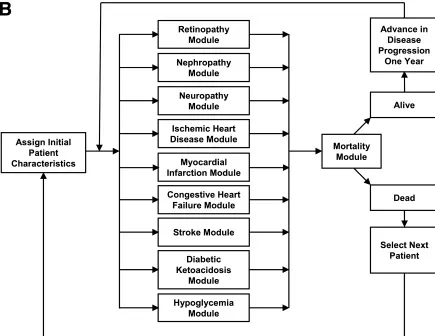 B
Retinopathy
Module
Nephropathy
Module
Neuropathy
Module
Ischemic Heart
Disease Module
Myocardial
Infarction Module
Congestive Heart
Failure Module
Stroke Module
Diabetic
Ketoacidosis
Module
Hypoglycemia
Module
Assign Initial
Patient
Characteristics
Mortality
Module
Advance in
Disease
Progression
One Year
Alive
Dead
Select Next
Patient